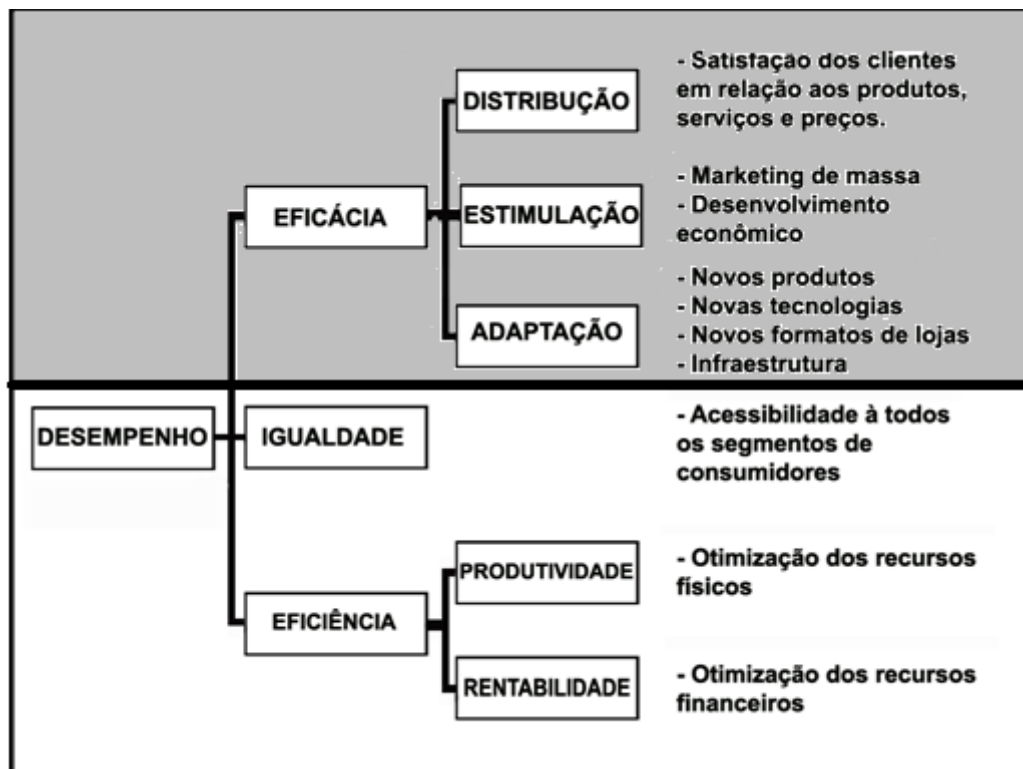 DISTRIBUÇÃO
- Satisfação dos clientes
em relação aos produtos,
serviços e preços.
EFICÁCIA
ESTIMULAÇÃO
- Marketing de massa
- Desenvolvimento
econômico
ADAPTAÇÃO
- Novos produtos
- Novas tecnologias
- Novos formatos de lojas
- Infraestrutura
DESEMPENHO
IGUALDADE
- Acessibilidade à todos
os segmentos de
consumidores
EFICIÊNCIA
PRODUTIVIDADE
- Otimização dos recursos
físicos
RENTABILIDADE
- Otimização dos recursos
financeiros